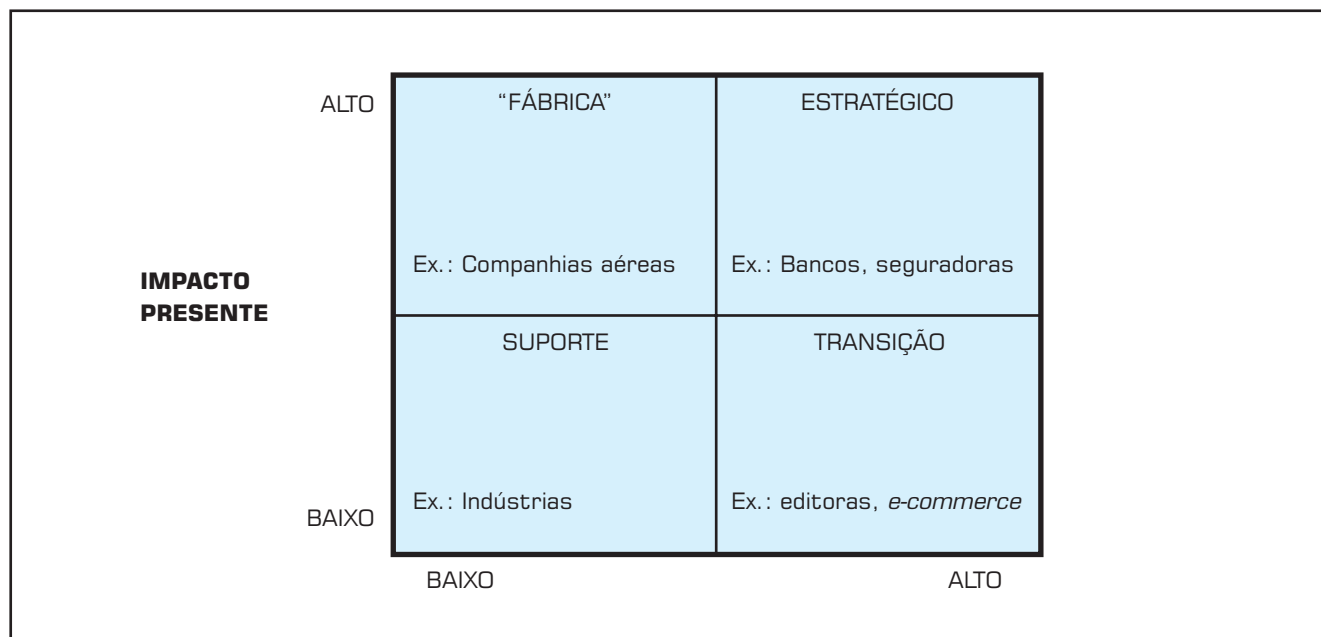 ALTO
“FÁBRICA”
ESTRATÉGICO
Ex.: Companhias aéreas
Ex.: Bancos, seguradoras
IMPACTO
PRESENTE
SUPORTE
TRANSIÇÃO
Ex.: Indústrias
Ex.: editoras, e-commerce
BAIXO
BAIXO
ALTO